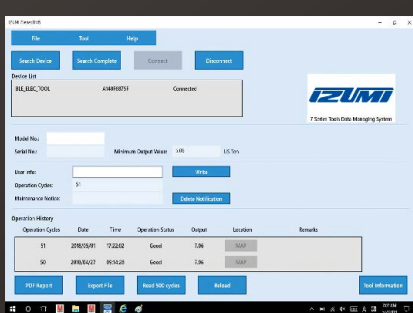 File Tool Help
Search Device Search Complete Connect Disconnect
Device List
BLE_ELEC_TOOL Connected
IZUMI
7 Series Tools Data Managing System
Model No.:
Serial No.: Minimum Output Value: US Ton
User Info: Write
Operation Cycles: 51
Maintenance Notice: Delete Notification
Operation History
Operation Cycles Date Time Operation Status Output Location Remarks
51 2018/05/01 17:22:02 Good 7.06 MAP
50 2018/04/27 Good 7.06 MAP
PDF Report Export File Read 500 cycles Reload Tool Information